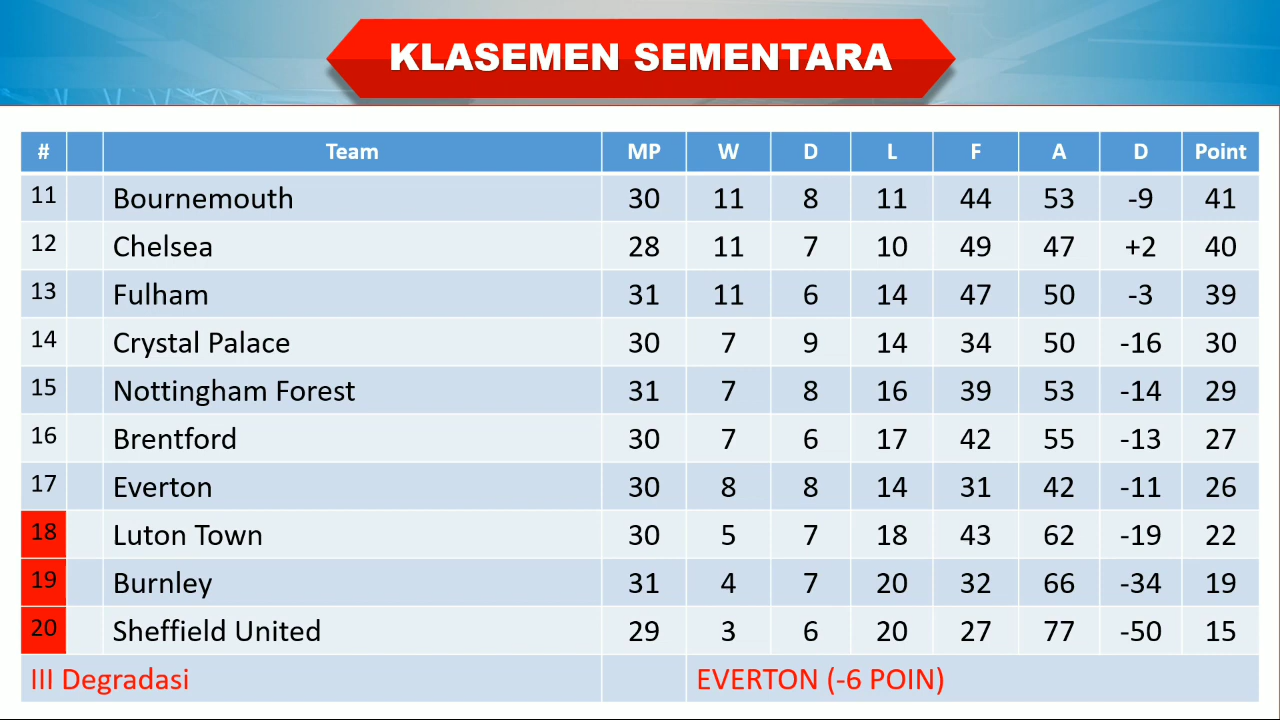 KLASEMEN SEMENTARA
# Team MP W D L F A D Point
11 Bournemouth 30 11 8 11 44 53 -9 41
12 Chelsea 28 11 7 10 49 47 +2 40
13 Fulham 31 11 6 14 47 50 -3 39
14 Crystal Palace 30 7 9 14 34 50 -16 30
15 Nottingham Forest 31 7 8 16 39 53 -14 29
16 Brentford 30 7 6 17 42 55 -13 27
17 Everton 30 8 8 14 31 42 -11 26
18 Luton Town 30 5 7 18 43 62 -19 22
19 Burnley 31 4 7 20 32 66 -34 19
20 Sheffield United 29 3 6 20 27 77 -50 15
III Degradasi EVERTON (-6 POIN)